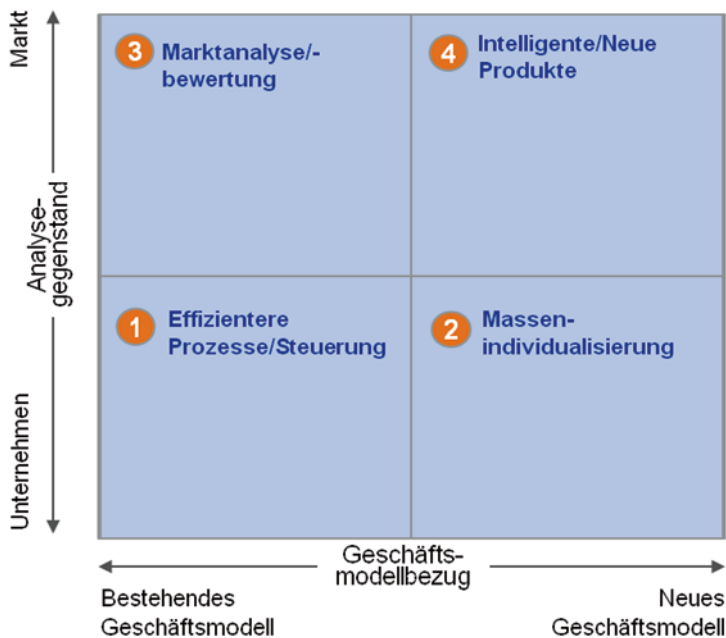 Markt
Analyse-
gegenstand
Unternehmen
3 Marktanalyse/-
bewertung
4 Intelligente/Neue
Produkte
1 Effizientere
Prozesse/Steuerung
2 Massen-
individualisierung
Geschäfts-
modellbezug
Bestehendes
Geschäftsmodell
Neues
Geschäftsmodell